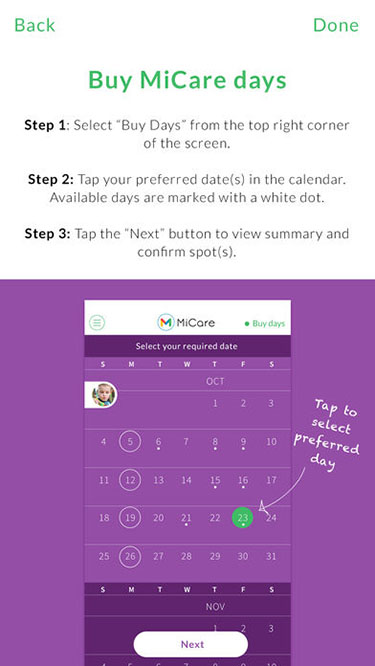 Back Done
Buy MiCare days
Step 1: Select “Buy Days” from the top right corner
of the screen.
Step 2: Tap your preferred date(s) in the calendar.
Available days are marked with a white dot.
Step 3: Tap the “Next” button to view summary and
confirm spot(s).
MiCare Buy days
Select your required date
S M T W T F S
OCT
1 2 3
Tap to
select
preferred
day
4 5 6 7 8 9 10
11 12 13 14 15 16 17
18 19 20 21 22 23 24
25 26 27 28 29 30 31
S M T W T F S
NOV
1 2 3
Next